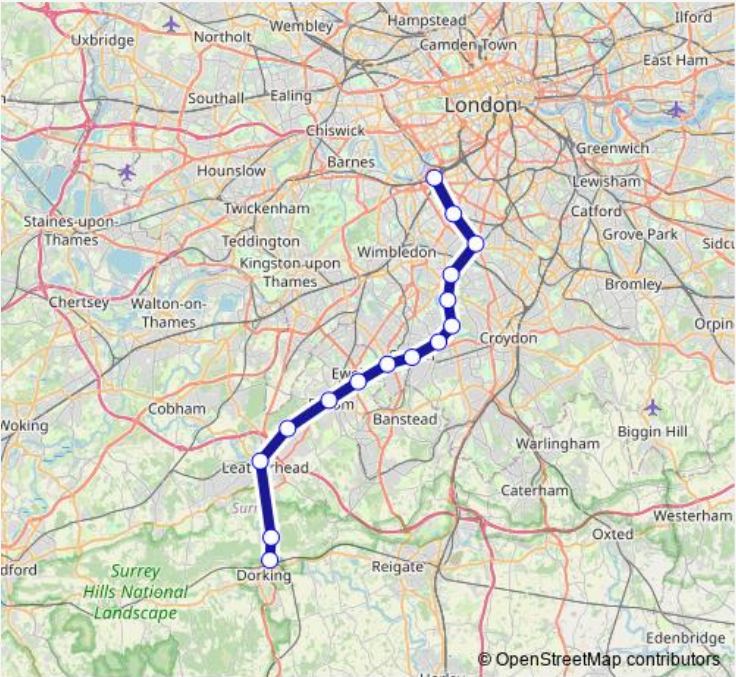 Ilford
Hampstead
Wembley
Uxbridge
Northolt
Camden Town
East Ham
Southall
Ealing
London
Chiswick
Greenwich
Barnes
Hounslow
Lewisham
Twickenham
Catford
Staines-upon-
Thames
Grove Park
Teddington
Wimbledon
Kingston upon
Thames
Bromley
Chertsey
Walton-on-
Thames
Croydon
Cobham
Banstead
Woking
Biggin Hill
Warlingham
Caterham
Westerham
Oxted
Dorking
Reigate
Surrey
Hills National
Landscape
Edenbridge
© OpenStreetMap contributors